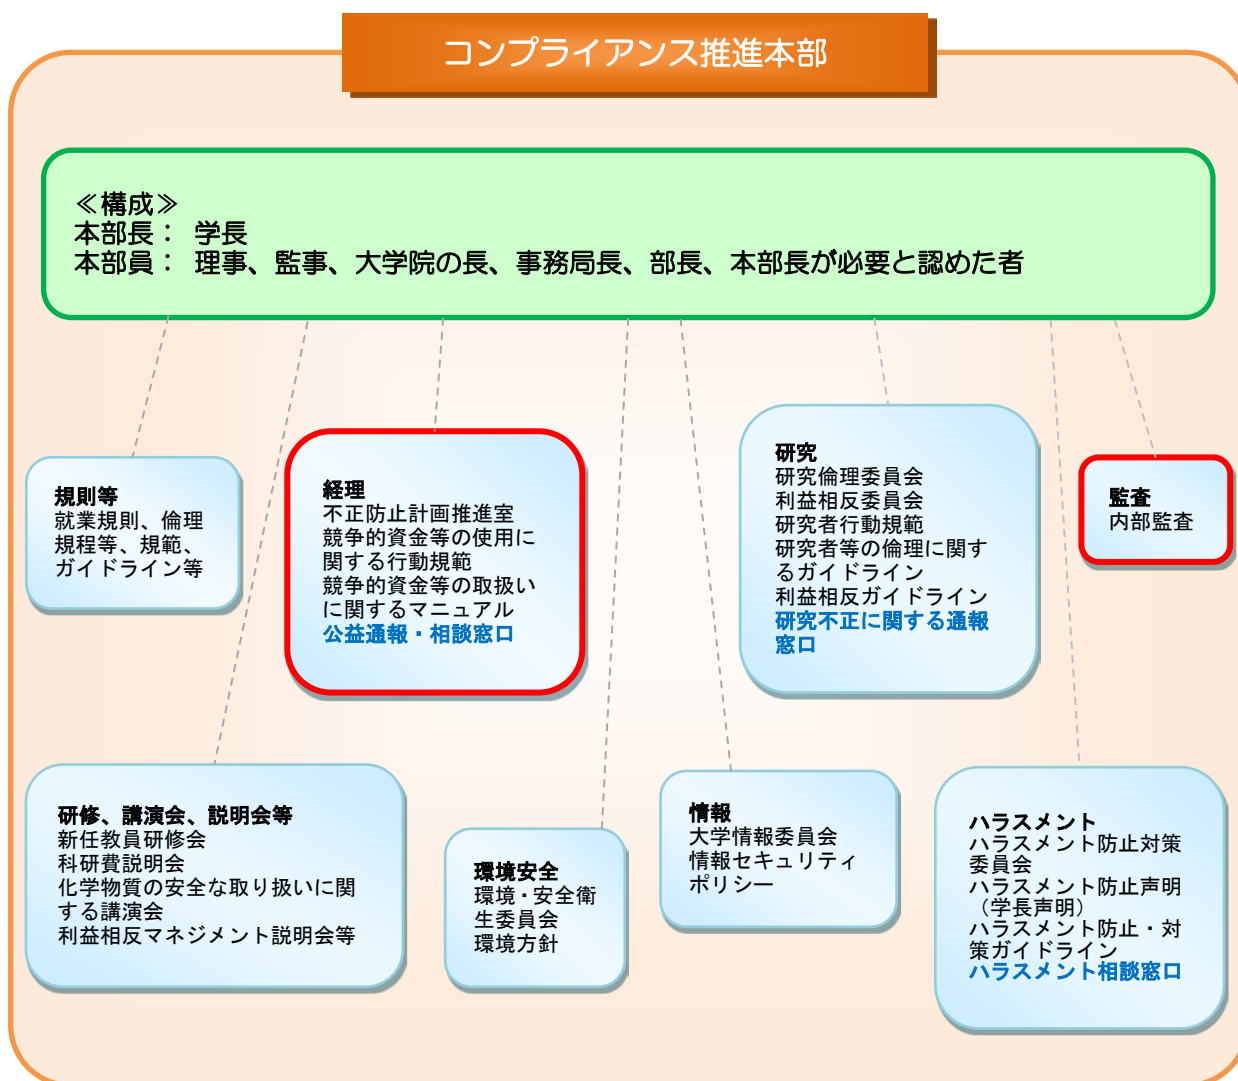 コンプライアンス推進本部
≪構成≫
本部長： 学長
本部員： 理事、監事、大学院の長、事務局長、部長、本部長が必要と認めた者
規則等
就業規則、倫理
規程等、規範、
ガイドライン等
経理
不正防止計画推進室
競争的資金等の使用に
関する行動規範
競争的資金等の取扱い
に関するマニュアル
公益通報・相談窓口
研究
研究倫理委員会
利益相反委員会
研究者行動規範
研究者等の倫理に関す
るガイドライン
利益相反ガイドライン
研究不正に関する通報
窓口
監査
内部監査
研修、講演会、説明会等
新任教員研修会
科研費説明会
化学物質の安全な取り扱いに関
する講演会
利益相反マネジメント説明会等
環境安全
環境・安全衛
生委員会
環境方針
情報
大学情報委員会
情報セキュリティ
ポリシー
ハラスメント
ハラスメント防止対策
委員会
ハラスメント防止声明
（学長声明）
ハラスメント防止・対
策ガイドライン
ハラスメント相談窓口